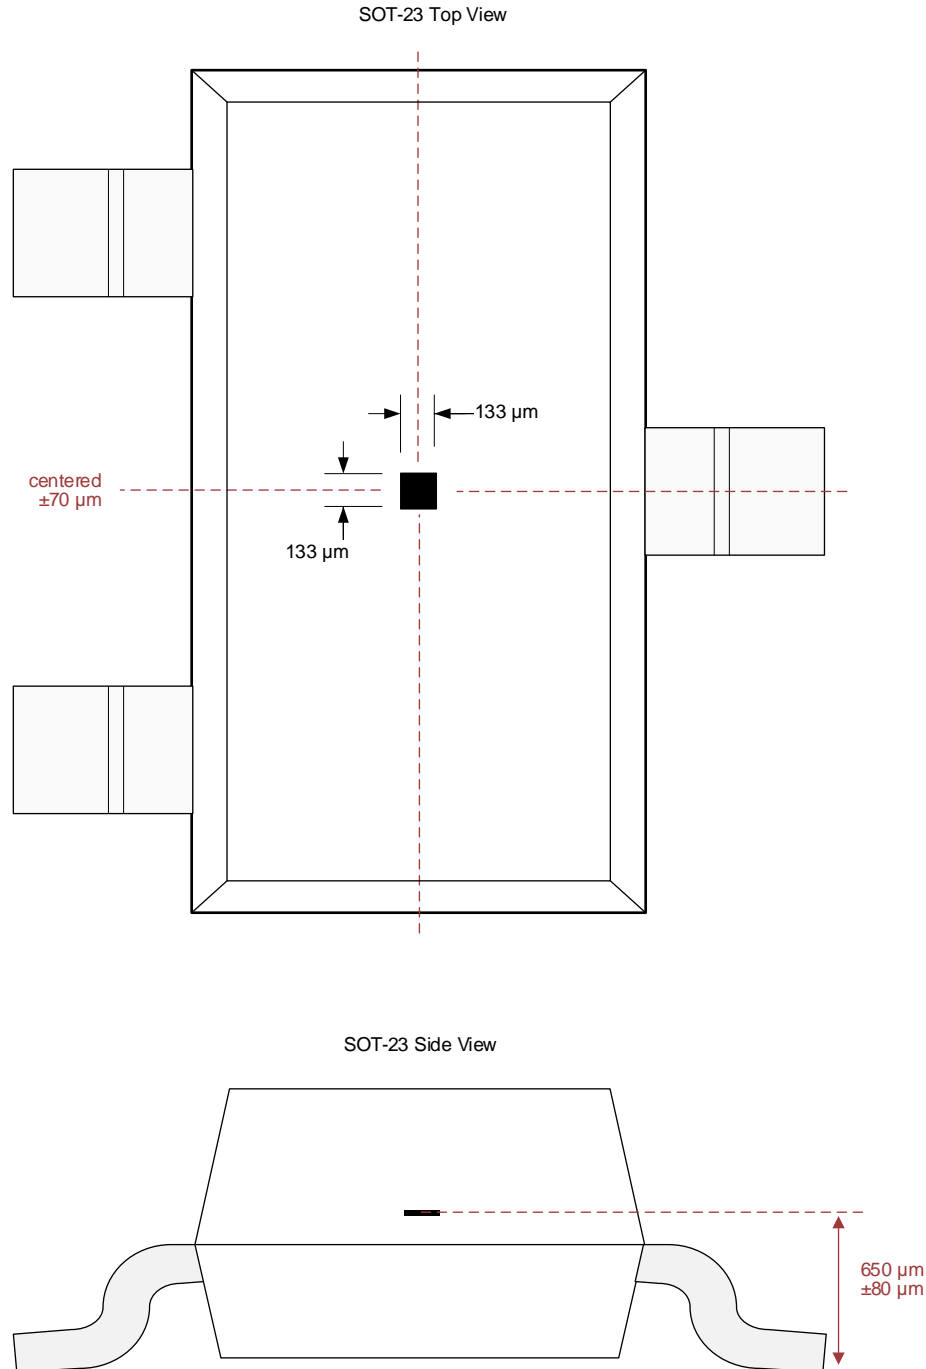 SOT-23 Top View
133 µm
centered
±70 µm
133 µm
SOT-23 Side View
650 µm
±80 µm